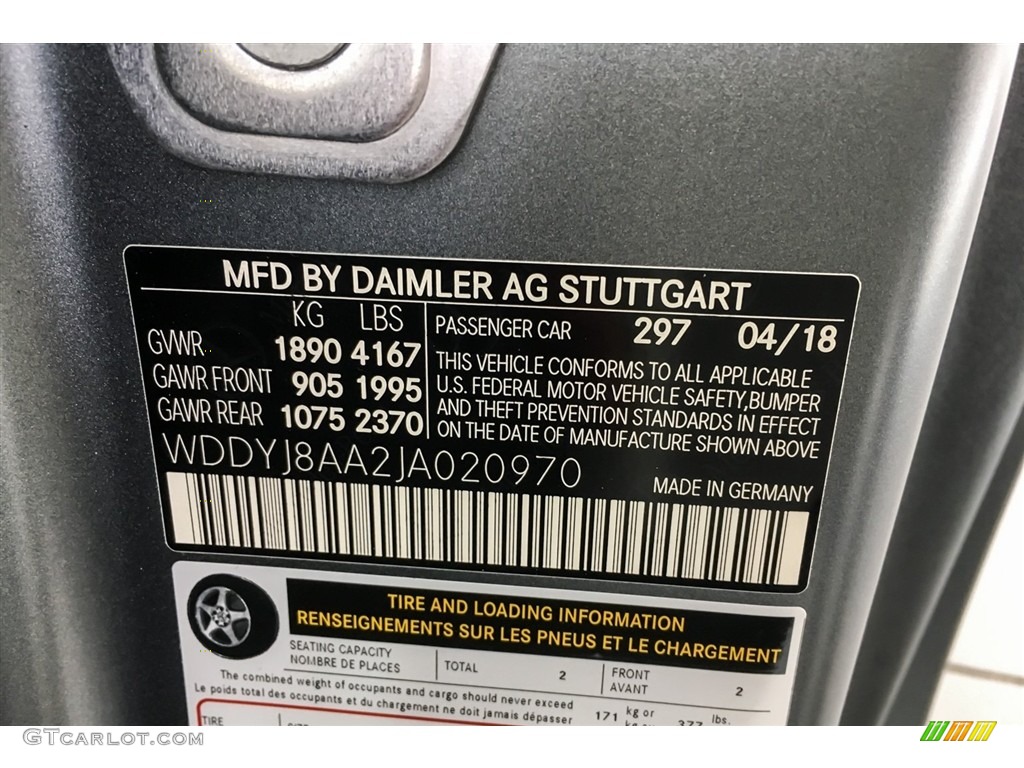 MFD BY DAIMLER AG STUTTGART
KG LBS
GVWR 1890 4167
GAWR FRONT 905 1995
GAWR REAR 1075 2370
PASSENGER CAR 297 04/18
THIS VEHICLE CONFORMS TO ALL APPLICABLE
U.S. FEDERAL MOTOR VEHICLE SAFETY,BUMPER
AND THEFT PREVENTION STANDARDS IN EFFECT
ON THE DATE OF MANUFACTURE SHOWN ABOVE
WDDYJ8AA2JA020970
MADE IN GERMANY
TIRE AND LOADING INFORMATION
RENSEIGNEMENTS SUR LES PNEUS ET LE CHARGEMENT
SEATING CAPACITY
NOMBRE DE PLACES
TOTAL 2
FRONT
AVANT 2
The combined weight of occupants and cargo should never exceed
Le poids total des occupants et du chargement ne doit jamais dépasser
171 kg or 377 lbs.
TIRE
GTCARLOT.COM